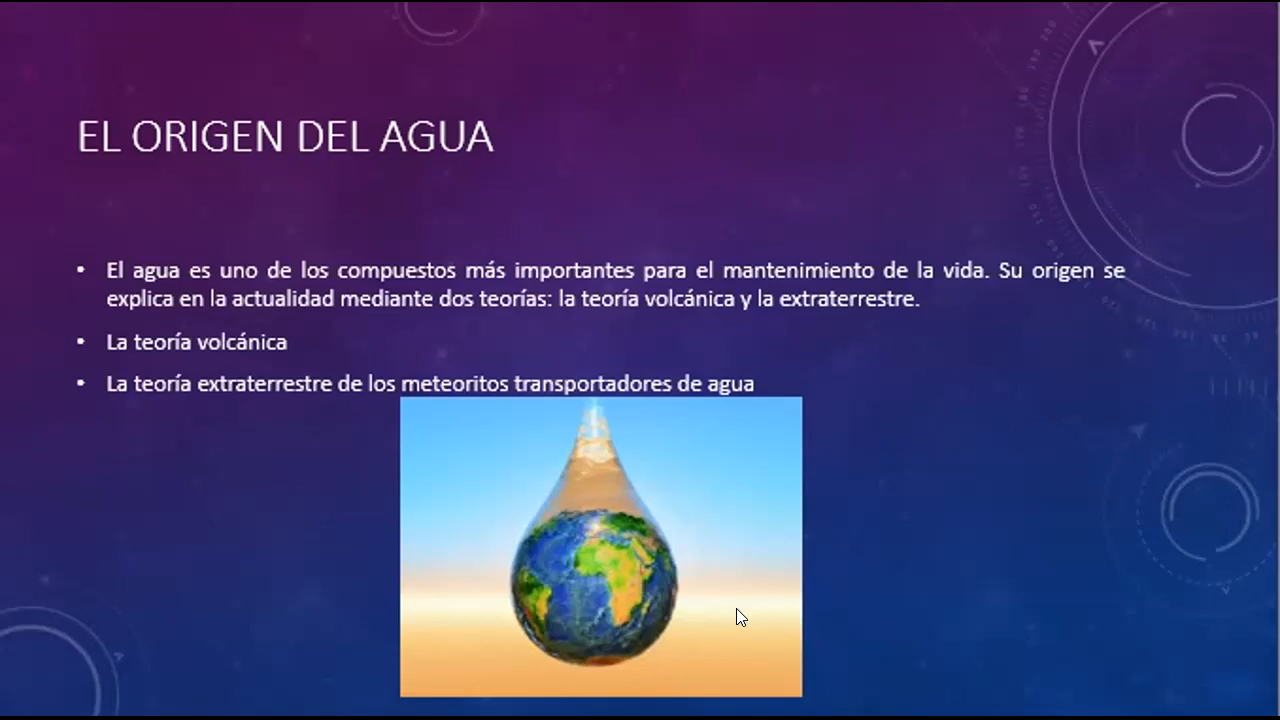 EL ORIGEN DEL AGUA
• El agua es uno de los compuestos más importantes para el mantenimiento de la vida. Su origen se
explica en la actualidad mediante dos teorías: la teoría volcánica y la extraterrestre.
• La teoría volcánica
• La teoría extraterrestre de los meteoritos transportadores de agua